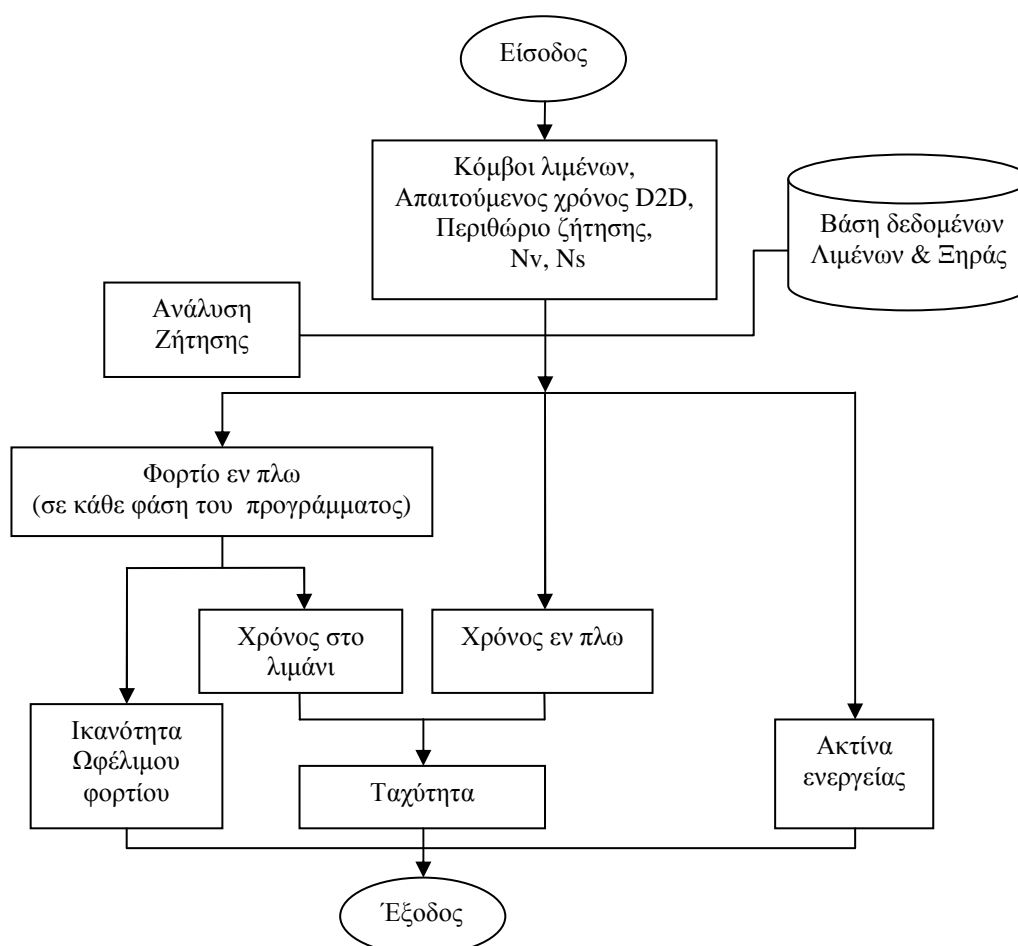 Είσοδος
Κόμβοι λιμένων,
Απαιτούμενος χρόνος D2D,
Περιθώριο ζήτησης,
Nv, Ns
Βάση δεδομένων
Λιμένων & Ξηράς
Ανάλυση
Ζήτησης
Φορτίο εν πλω
(σε κάθε φάση του προγράμματος)
Χρόνος στο
λιμάνι
Χρόνος εν πλω
Ικανότητα
Ωφέλιμου
φορτίου
Ταχύτητα
Ακτίνα
ενεργείας
Έξοδος